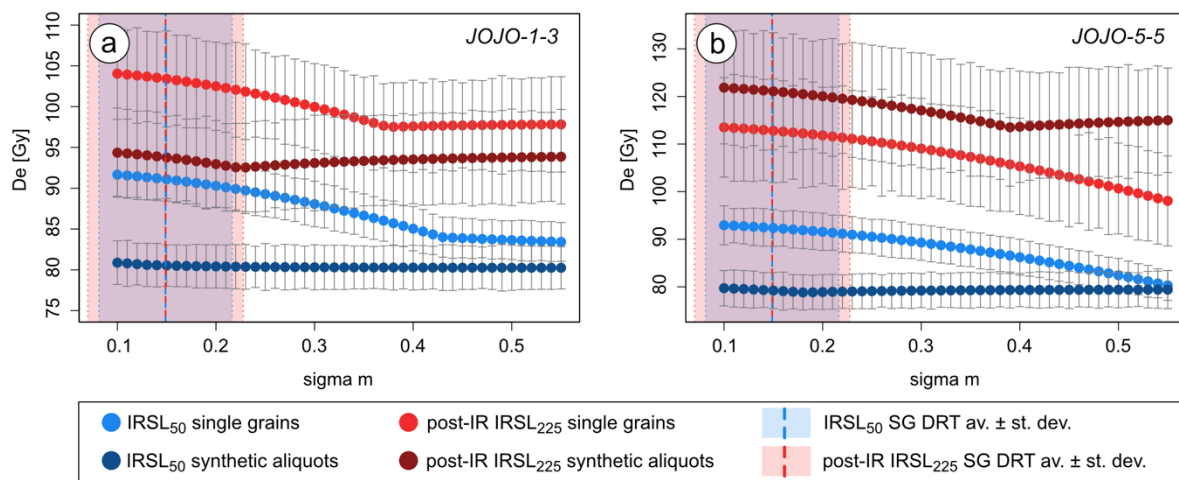 a
JOJO-1-3
De [Gy]
110
105
100
95
90
85
80
75
0.1 0.2 0.3 0.4 0.5
sigma m
b
JOJO-5-5
De [Gy]
130
120
110
100
90
80
0.1 0.2 0.3 0.4 0.5
sigma m
IRSL50 single grains
post-IR IRSL225 single grains
IRSL50 SG DRT av. ± st. dev.
IRSL50 synthetic aliquots
post-IR IRSL225 synthetic aliquots
post-IR IRSL225 SG DRT av. ± st. dev.